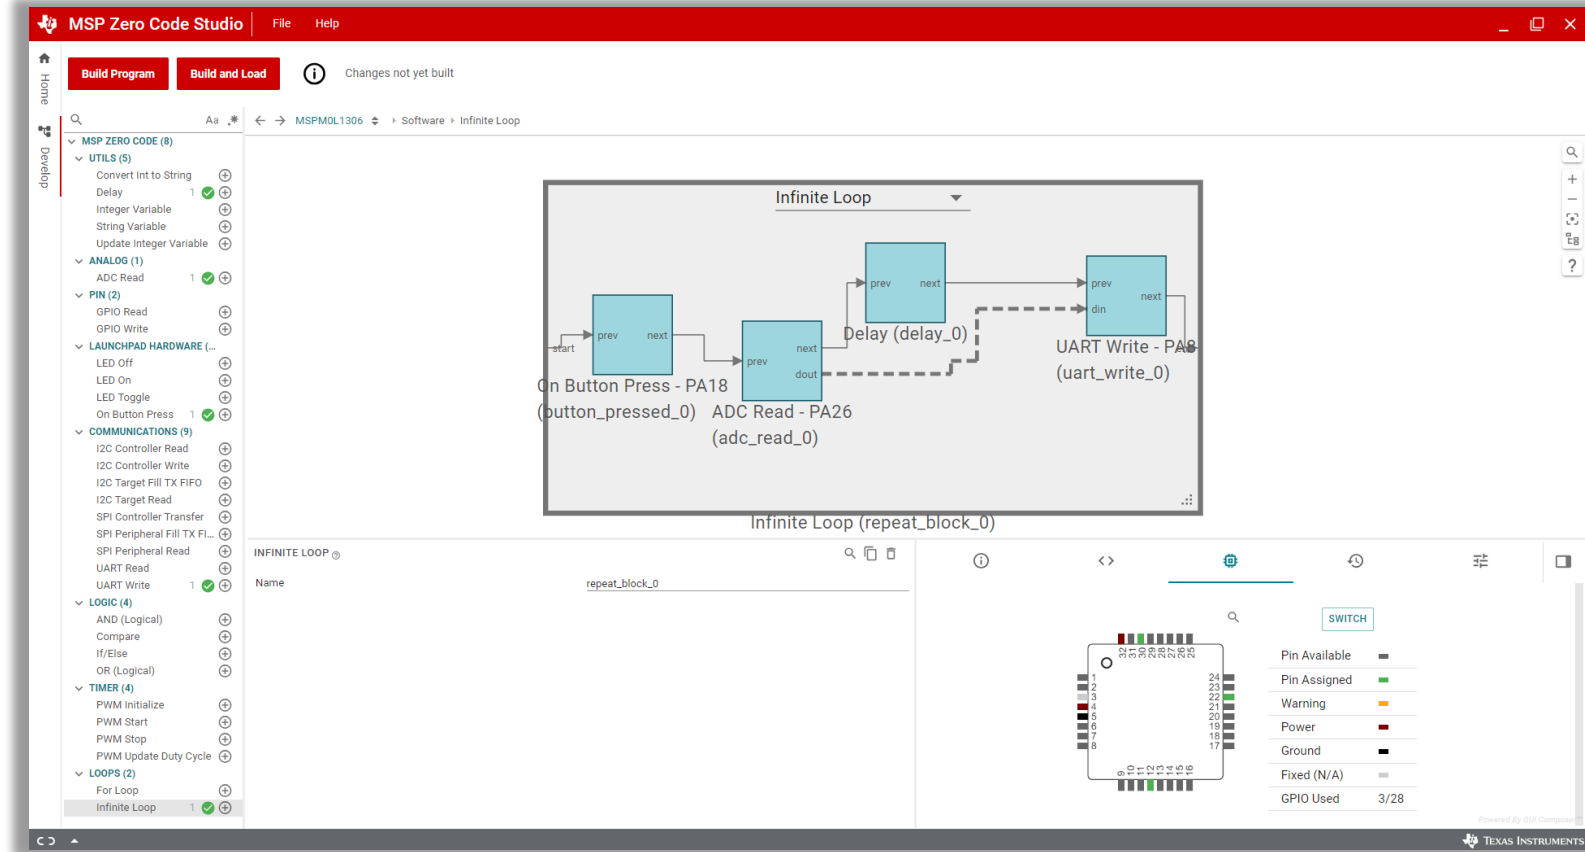 MSP Zero Code Studio
File
Help
Home
Develop
Build Program
Build and Load
Changes not yet built
Aa
MSPM0L1306
Software
Infinite Loop
MSP ZERO CODE (8)
UTILS (5)
Convert Int to String
Delay 1
Integer Variable
String Variable
Update Integer Variable
ANALOG (1)
ADC Read 1
PIN (2)
GPIO Read
GPIO Write
LAUNCHPAD HARDWARE (...
LED Off
LED On
LED Toggle
On Button Press 1
COMMUNICATIONS (9)
I2C Controller Read
I2C Controller Write
I2C Target Fill TX FIFO
I2C Target Read
SPI Controller Transfer
SPI Peripheral Fill TX FI...
SPI Peripheral Read
UART Read
UART Write 1
LOGIC (4)
AND (Logical)
Compare
If/Else
OR (Logical)
TIMER (4)
PWM Initialize
PWM Start
PWM Stop
PWM Update Duty Cycle
LOOPS (2)
For Loop
Infinite Loop 1
Infinite Loop
start
prev next
On Button Press - PA18
(button_pressed_0)
prev
next
dout
ADC Read - PA26
(adc_read_0)
prev next
Delay (delay_0)
prev
next
din
UART Write - PA8
(uart_write_0)
Infinite Loop (repeat_block_0)
INFINITE LOOP
Name
repeat_block_0
SWITCH
32 31 30 29 28 27 26 25
1
2
3
4
5
6
7
8
24
23
22
21
20
19
18
17
9 10 11 12 13 14 15 16
Pin Available
Pin Assigned
Warning
Power
Ground
Fixed (N/A)
GPIO Used 3/28
Powered By GUI Composer
TEXAS INSTRUMENTS